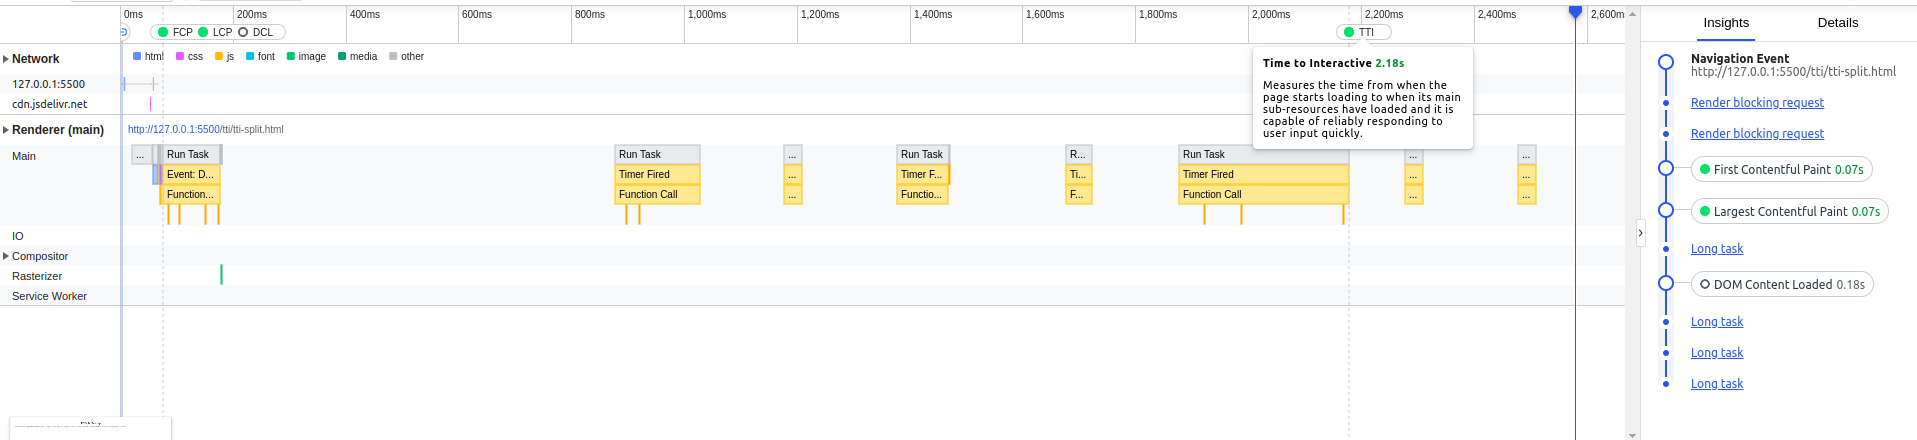 0ms 200ms 400ms 600ms 800ms 1,000ms 1,200ms 1,400ms 1,600ms 1,800ms 2,000ms 2,200ms 2,400ms 2,600m
FCP LCP DCL TTI
Network html css js font image media other
127.0.0.1:5500
cdn.jsdelivr.net
Renderer (main) http://127.0.0.1:5500/tti/tti-split.html
Main ... Run Task Run Task ... Run Task R... Run Task ... ...
Event: D... Timer Fired ... Timer F... Ti... Timer Fired ... ...
Function... Function Call ... Functio... F... Function Call ... ...
IO
Compositor
Rasterizer
Service Worker
Time to Interactive 2.18s
Measures the time from when the
page starts loading to when its main
sub-resources have loaded and it is
capable of reliably responding to
user input quickly.
Insights Details
Navigation Event
http://127.0.0.1:5500/tti/tti-split.html
Render blocking request
Render blocking request
First Contentful Paint 0.07s
Largest Contentful Paint 0.07s
Long task
DOM Content Loaded 0.18s
Long task
Long task
Long task